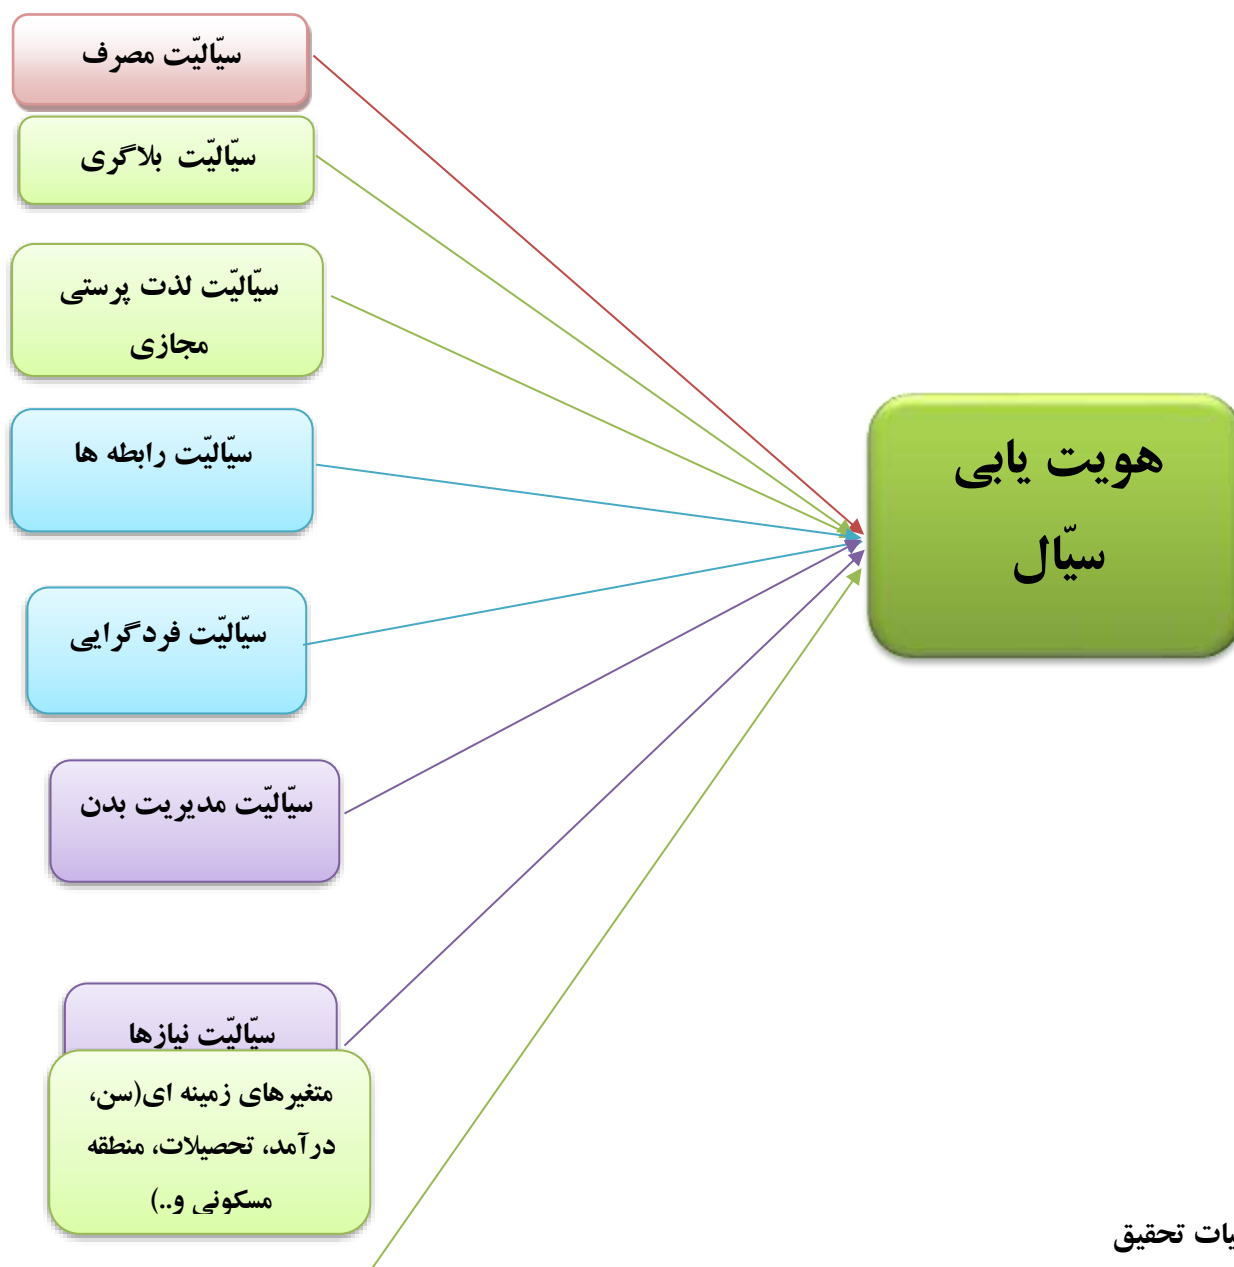 سیّالیّت مصرف
سیّالیّت بلاگری
سیّالیّت لذت پرستی
مجازی
سیّالیّت رابطه ها
سیّالیّت فردگرایی
سیّالیّت مدیریت بدن
سیّالیّت نیازها
متغیرهای زمینه ای(سن،
درآمد، تحصیلات، منطقه
مسکونی و..)
هویت یابی
سیّال
تحقیق